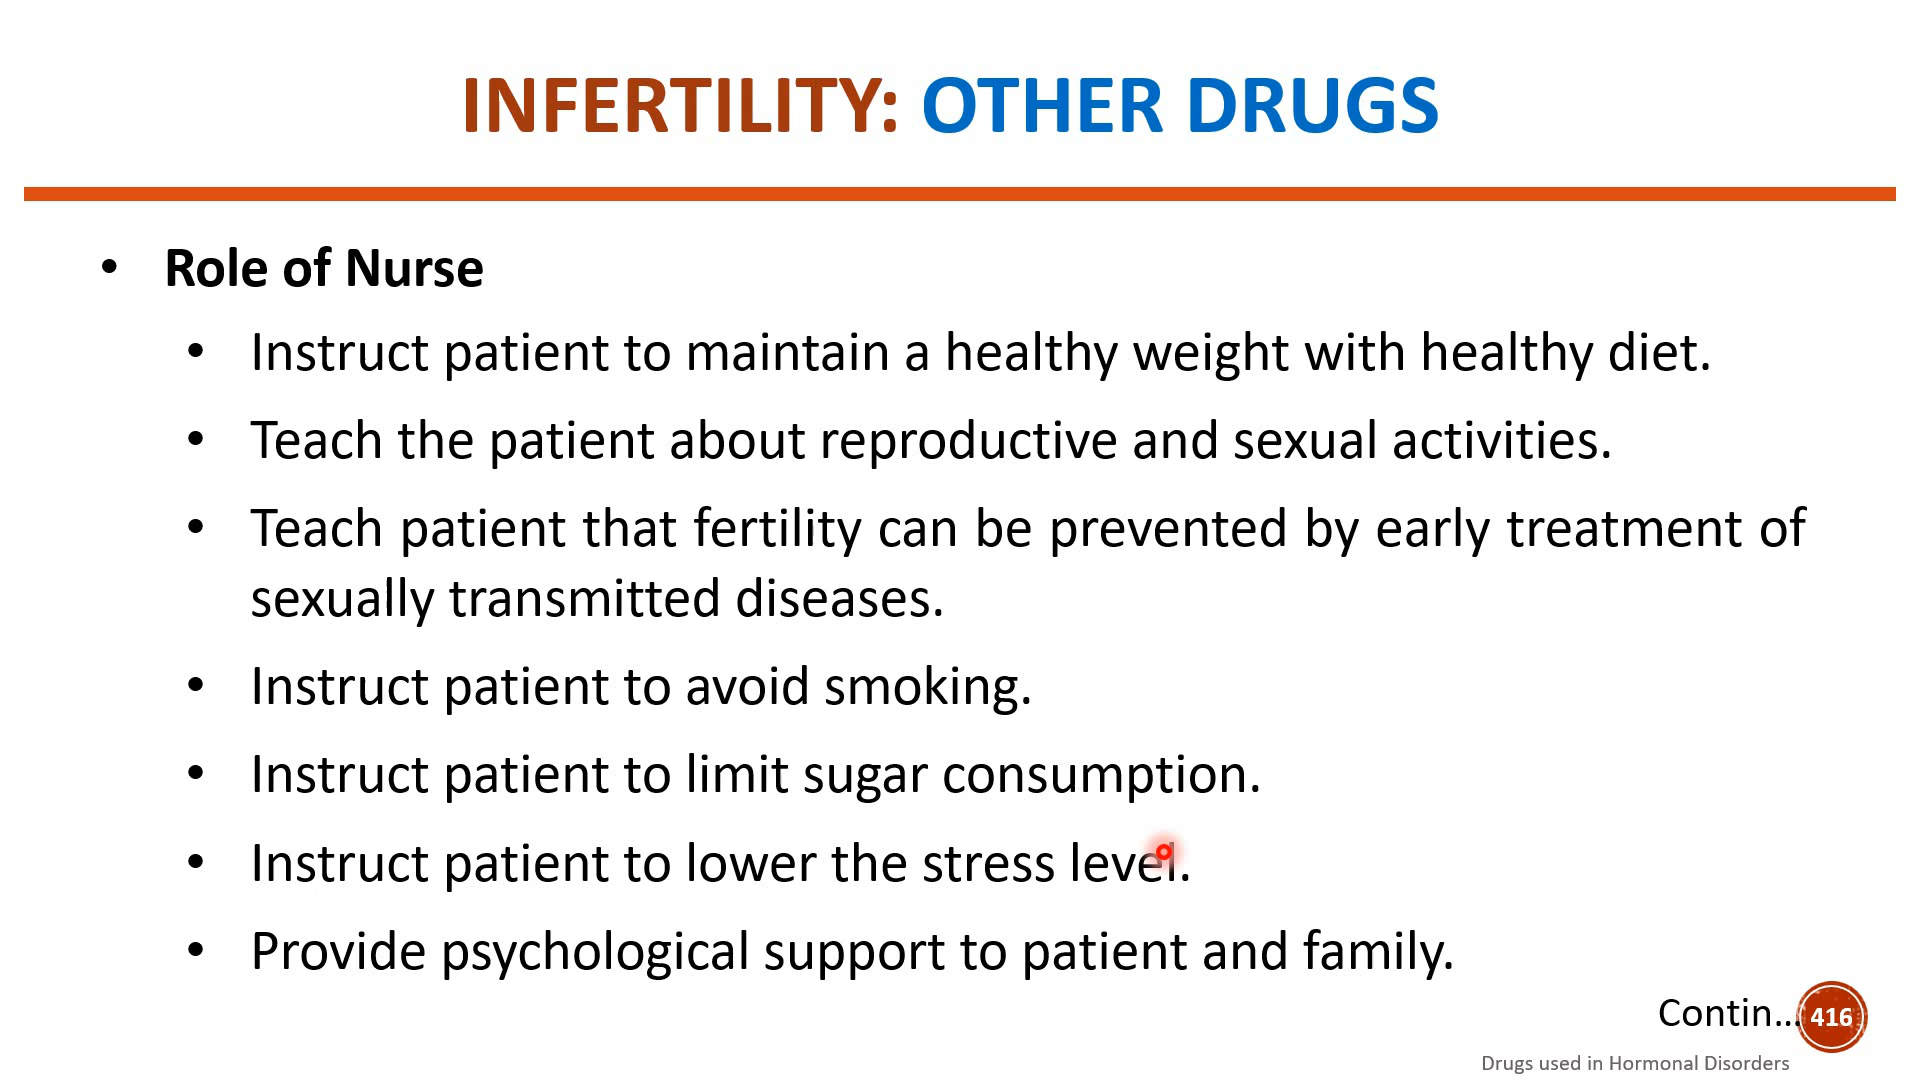 INFERTILITY: OTHER DRUGS
• Role of Nurse
• Instruct patient to maintain a healthy weight with healthy diet.
• Teach the patient about reproductive and sexual activities.
• Teach patient that fertility can be prevented by early treatment of
sexually transmitted diseases.
• Instruct patient to avoid smoking.
• Instruct patient to limit sugar consumption.
• Instruct patient to lower the stress level.
• Provide psychological support to patient and family.
Contin... 416
Drugs used in Hormonal Disorders